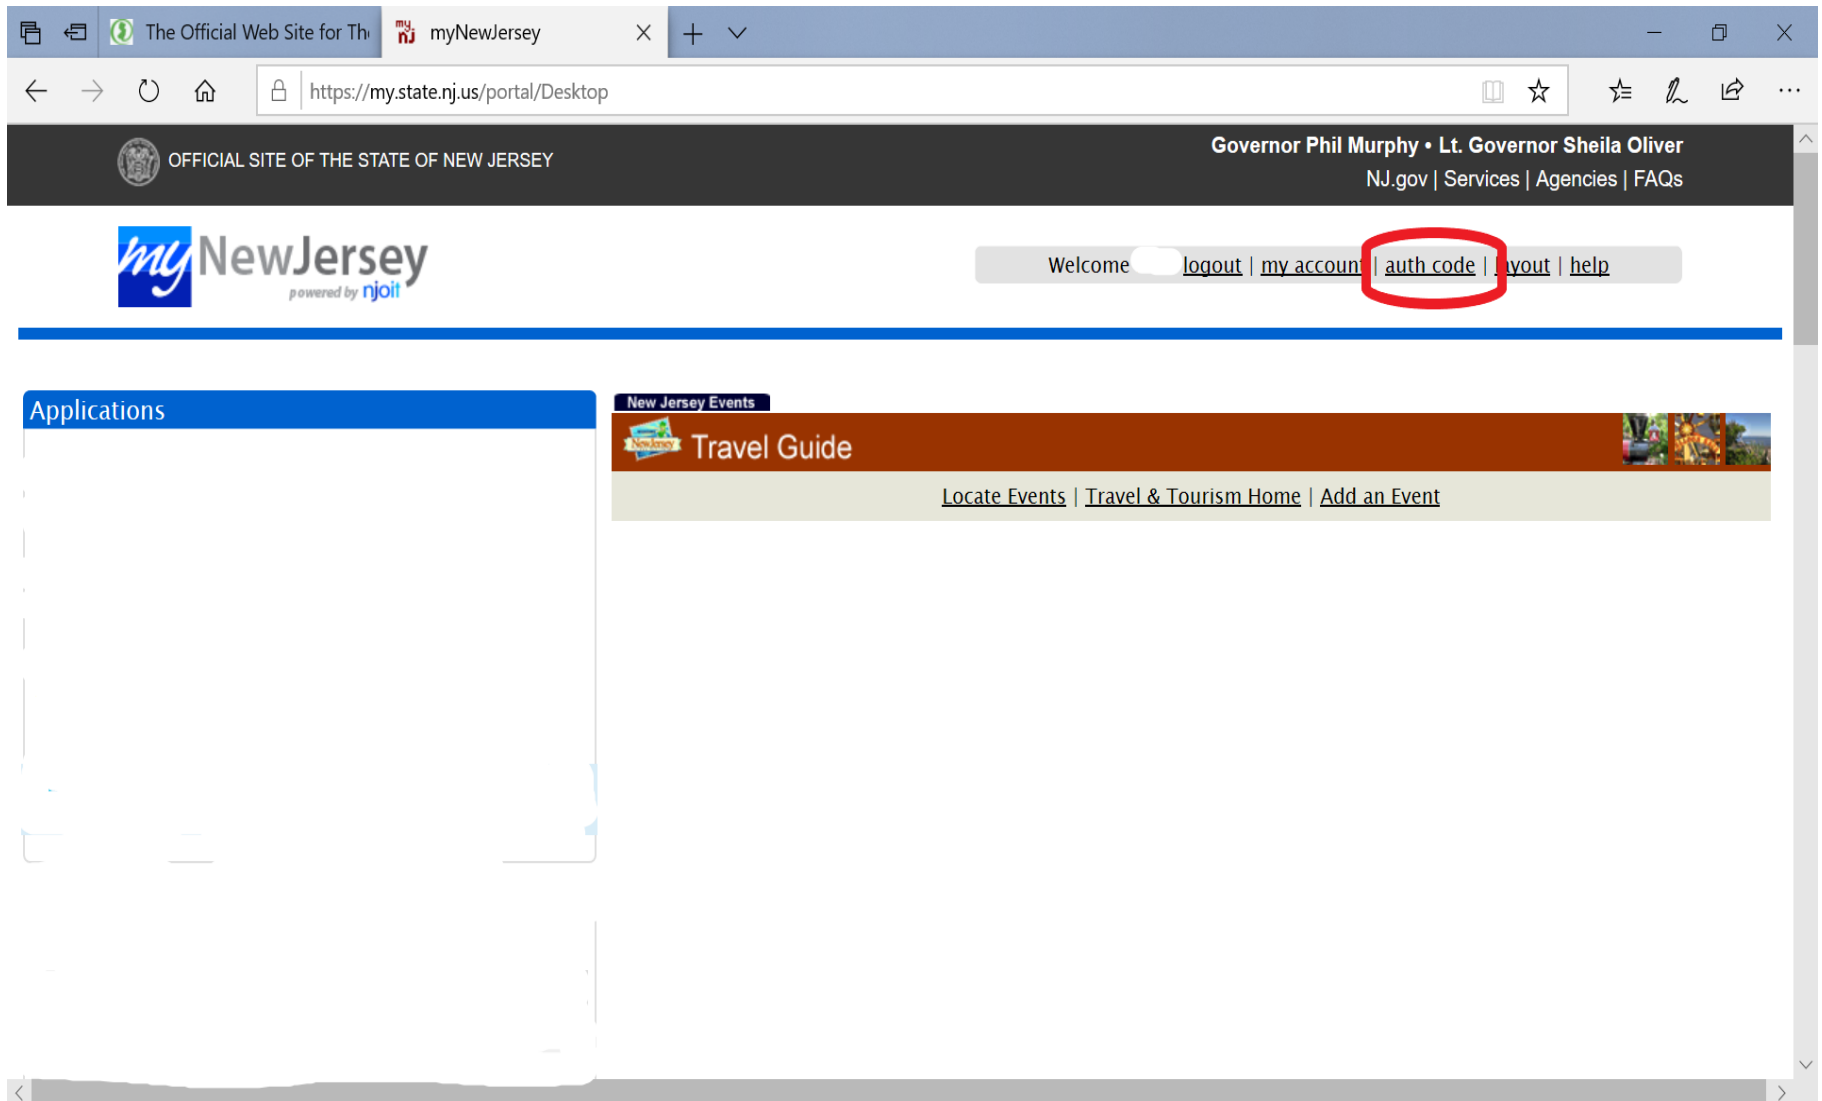 The Official Web Site for Th
myNewJersey
https://my.state.nj.us/portal/Desktop
OFFICIAL SITE OF THE STATE OF NEW JERSEY
Governor Phil Murphy • Lt. Governor Sheila Oliver
NJ.gov | Services | Agencies | FAQs
my NewJersey
powered by njoit
Welcome logout | my account | auth code | layout | help
Applications
New Jersey Events
Travel Guide
Locate Events | Travel & Tourism Home | Add an Event